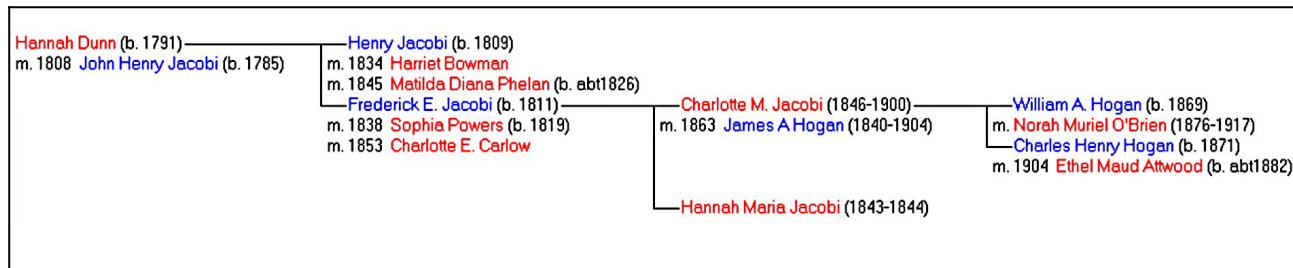 Hannah Dunn (b. 1791)
m. 1808 John Henry Jacobi (b. 1785)
Henry Jacobi (b. 1809)
m. 1834 Harriet Bowman
m. 1845 Matilda Diana Phelan (b. abt1826)
Frederick E. Jacobi (b. 1811)
m. 1838 Sophia Powers (b. 1819)
m. 1853 Charlotte E. Carlow
Charlotte M. Jacobi (1846-1900)
m. 1863 James A Hogan (1840-1904)
Hannah Maria Jacobi (1843-1844)
William A. Hogan (b. 1869)
m. Norah Muriel O'Brien (1876-1917)
Charles Henry Hogan (b. 1871)
m. 1904 Ethel Maud Attwood (b. abt1882)